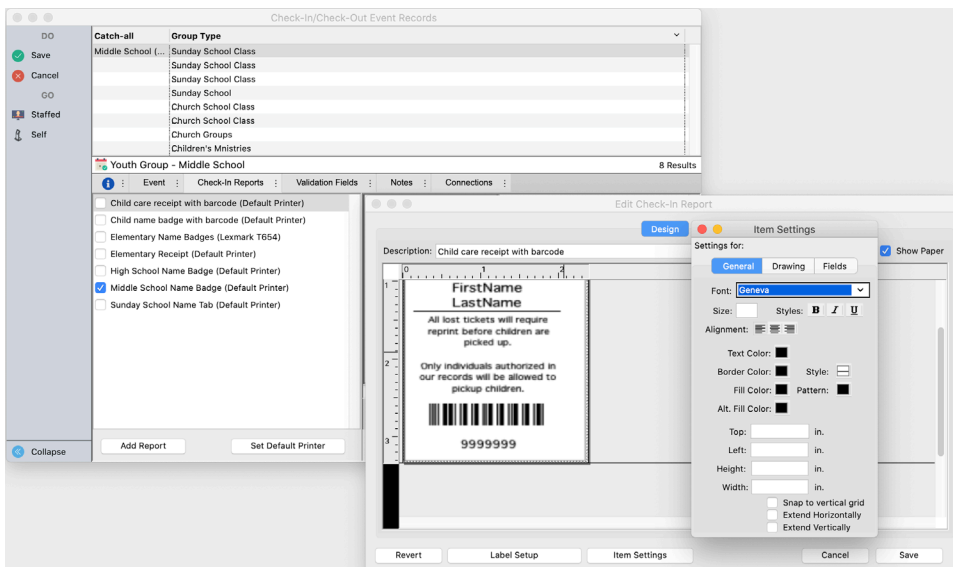 Check-In/Check-Out Event Records
DO
Save
Cancel
GO
Staffed
Self
Collapse
Catch-all Group Type
Middle School (... Sunday School Class
Sunday School Class
Sunday School Class
Sunday School
Church School Class
Church School Class
Church Groups
Children's Mnistries
Youth Group - Middle School 8 Results
Event Check-In Reports Validation Fields Notes Connections
Child care receipt with barcode (Default Printer)
Child name badge with barcode (Default Printer)
Elementary Name Badges (Lexmark T654)
Elementary Receipt (Default Printer)
High School Name Badge (Default Printer)
Middle School Name Badge (Default Printer)
Sunday School Name Tab (Default Printer)
Add Report Set Default Printer
Edit Check-In Report
Design
Description: Child care receipt with barcode
Show Paper
0 1 2
1
2
3
FirstName
LastName
All lost tickets will require
reprint before children are
picked up.
Only individuals authorized in
our records will be allowed to
pickup children.
9999999
Revert Label Setup Item Settings Cancel Save
Item Settings
Settings for:
General Drawing Fields
Font: Geneva
Size: Styles: B I U
Alignment:
Text Color:
Border Color: Style:
Fill Color: Pattern:
Alt. Fill Color:
Top: in.
Left: in.
Height: in.
Width: in.
Snap to vertical grid
Extend Horizontally
Extend Vertically